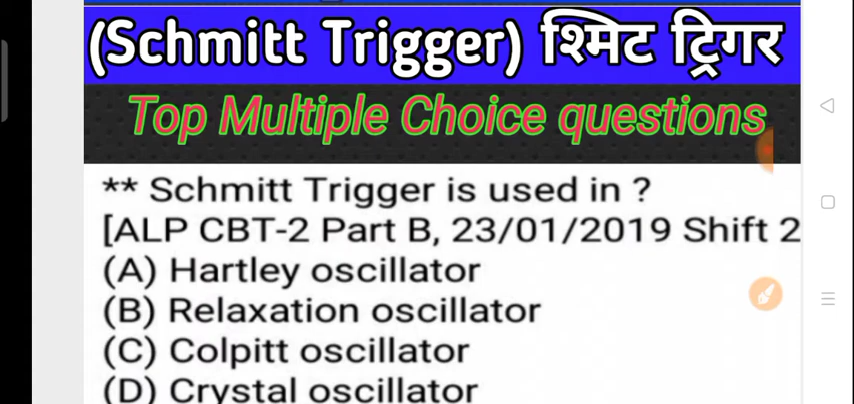 (Schmitt Trigger) श्मिट ट्रिगर
Top Multiple Choice questions
** Schmitt Trigger is used in ?
[ALP CBT-2 Part B, 23/01/2019 Shift 2
(A) Hartley oscillator
(B) Relaxation oscillator
(C) Colpitt oscillator
(D) Crystal oscillator